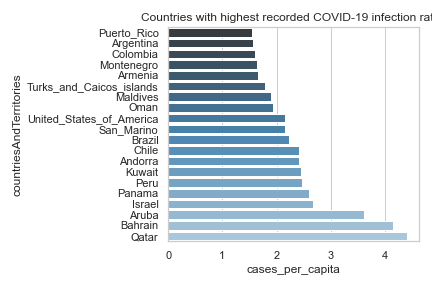 Countries with highest recorded COVID-19 infection rat
Puerto_Rico
Argentina
Colombia
Montenegro
Armenia
Turks_and_Caicos_islands
Maldives
Oman
United_States_of_America
San_Marino
Brazil
Chile
Andorra
Kuwait
Peru
Panama
Israel
Aruba
Bahrain
Qatar
countriesAndTerritories
0 1 2 3 4
cases_per_capita